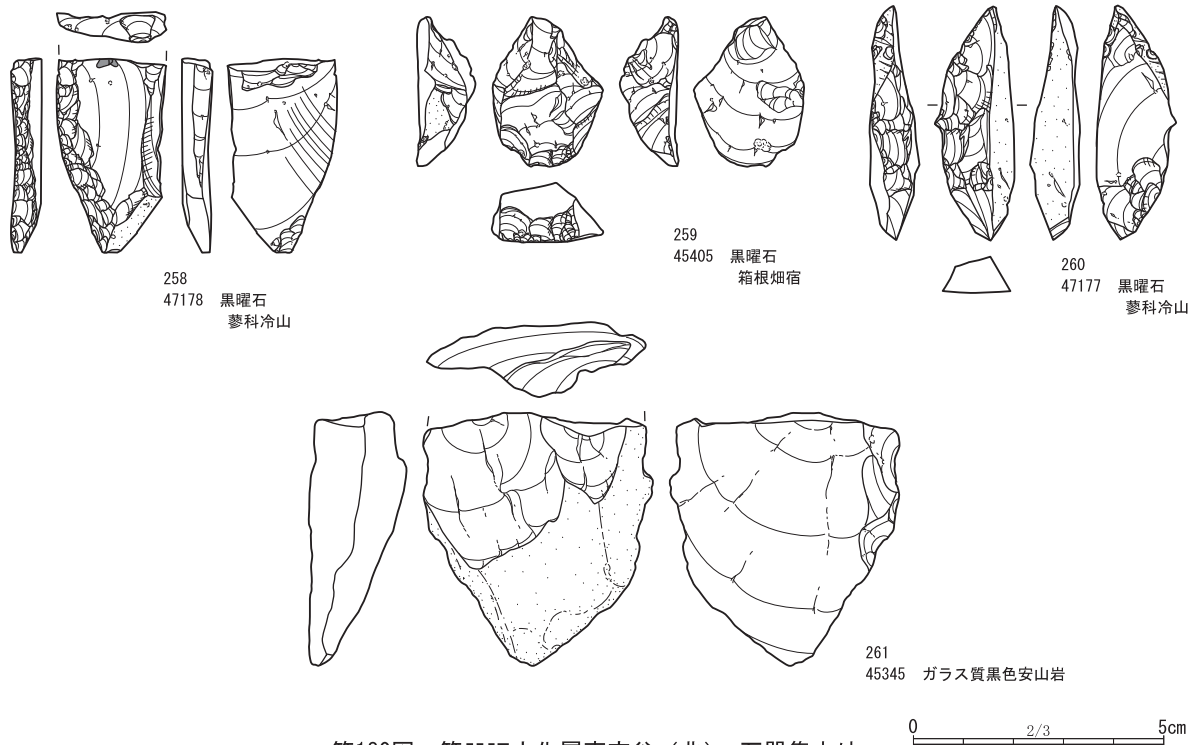 258
47178 黒曜石
蓼科冷山
259
45405 黒曜石
箱根畑宿
260
47177 黒曜石
蓼科冷山
261
45345 ガラス質黒色安山岩
0 2/3 5cm